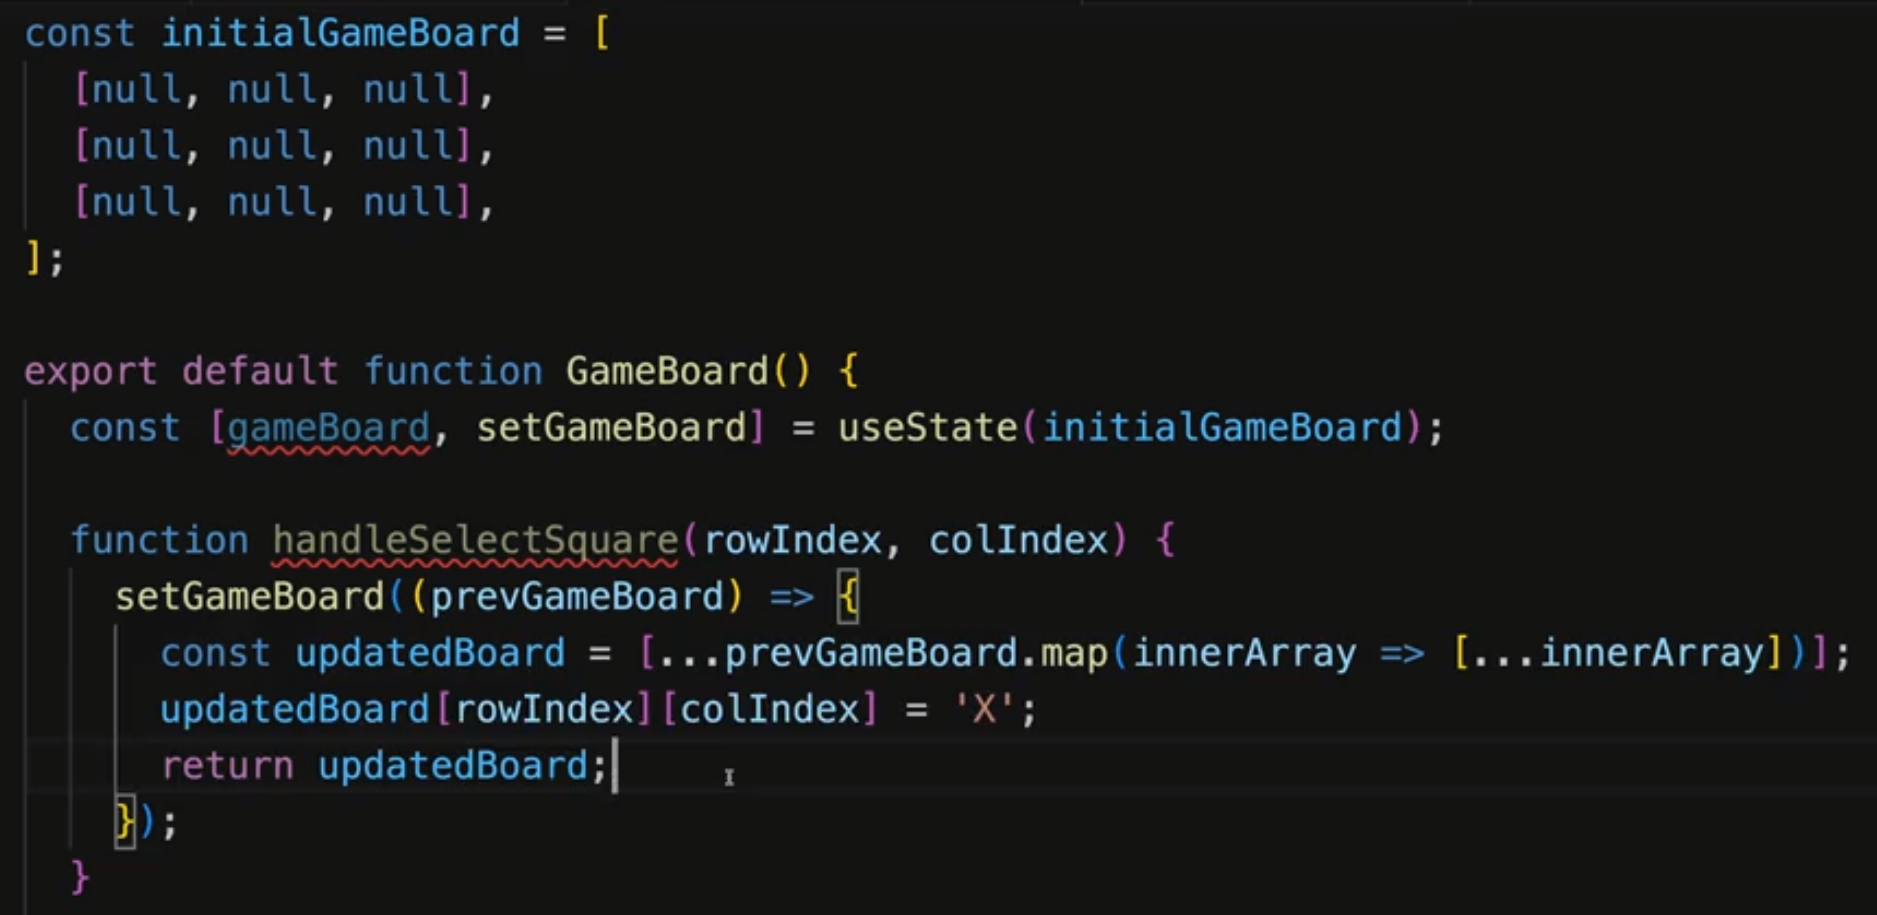 const initialGameBoard = [
  [null, null, null],
  [null, null, null],
  [null, null, null],
];

export default function GameBoard() {
  const [gameBoard, setGameBoard] = useState(initialGameBoard);

  function handleSelectSquare(rowIndex, colIndex) {
    setGameBoard((prevGameBoard) => {
      const updatedBoard = [...prevGameBoard.map(innerArray => [...innerArray])];
      updatedBoard[rowIndex][colIndex] = 'X';
      return updatedBoard;
    });
  }